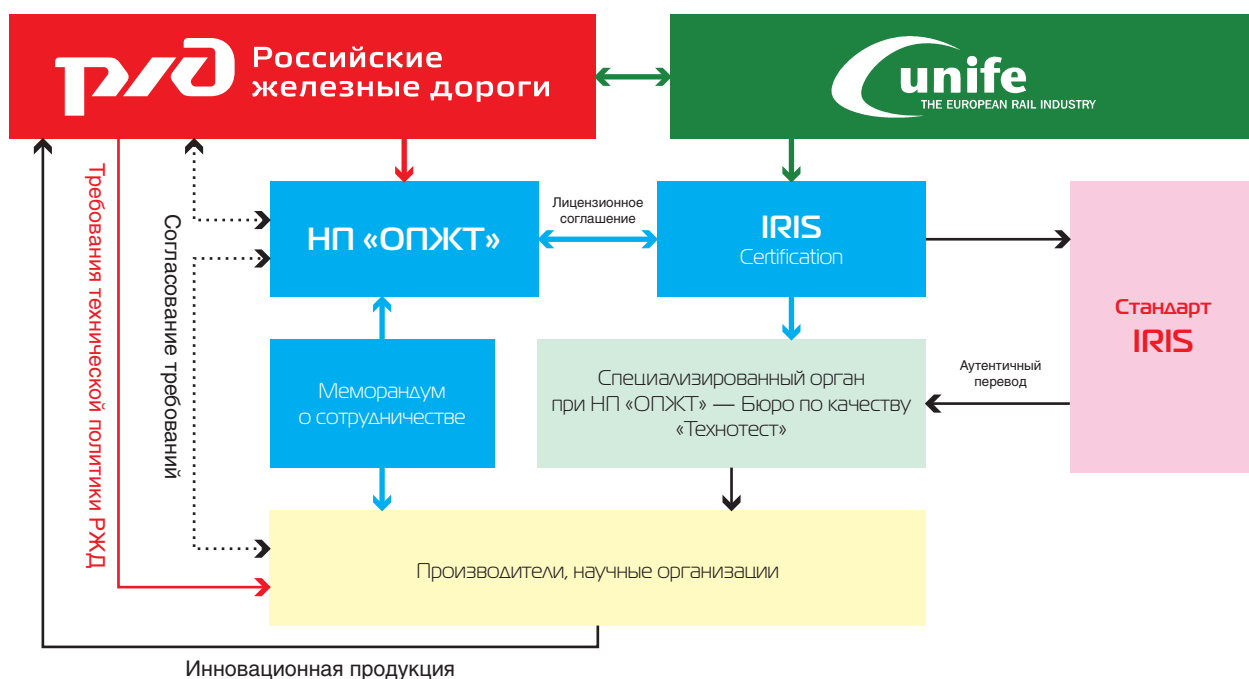 ржд
Российские
железные дороги
unife
THE EUROPEAN RAIL INDUSTRY
Требования технической политики РЖД
Согласование требований
НП «ОПЖТ»
Лицензионное
соглашение
IRIS
Certification
Стандарт
IRIS
Меморандум
о сотрудничестве
Специализированный орган
при НП «ОПЖТ» — Бюро по качеству
«Технотест»
Аутентичный
перевод
Производители, научные организации
Инновационная продукция